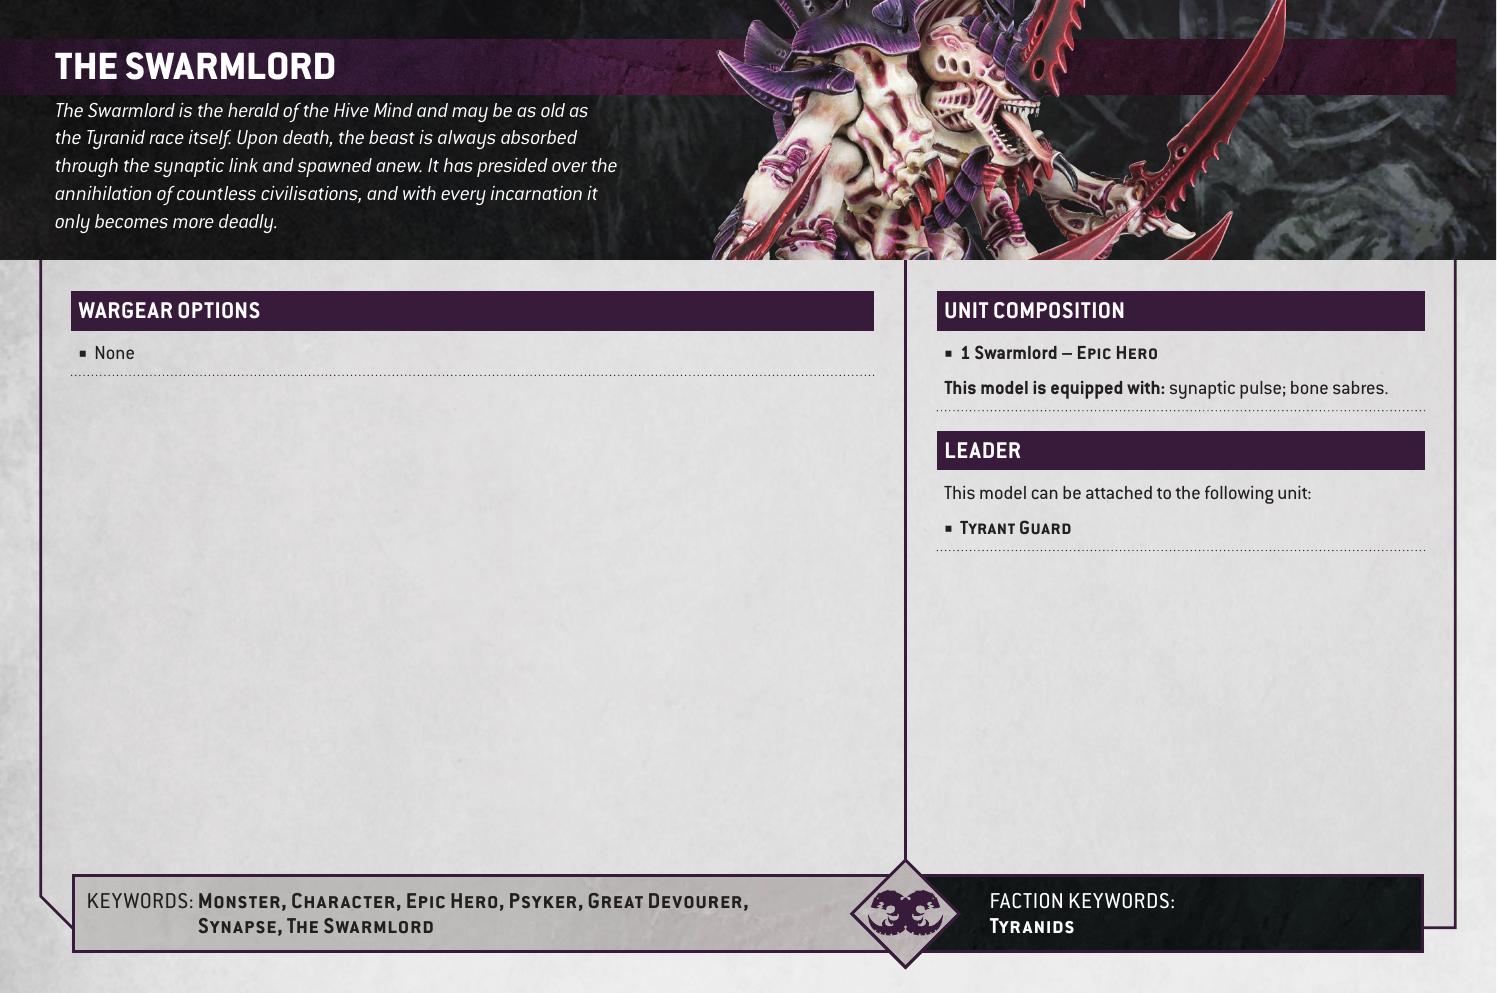 THE SWARMLORD
The Swarmlord is the herald of the Hive Mind and may be as old as
the Tyranid race itself. Upon death, the beast is always absorbed
through the synaptic link and spawned anew. It has presided over the
annihilation of countless civilisations, and with every incarnation it
only becomes more deadly.
WARGEAR OPTIONS
▪ None
UNIT COMPOSITION
▪ 1 Swarmlord – EPIC HERO
This model is equipped with: synaptic pulse; bone sabres.
LEADER
This model can be attached to the following unit:
▪ TYRANT GUARD
KEYWORDS: MONSTER, CHARACTER, EPIC HERO, PSYKER, GREAT DEVOURER,
SYNAPSE, THE SWARMLORD
FACTION KEYWORDS:
TYRANIDS